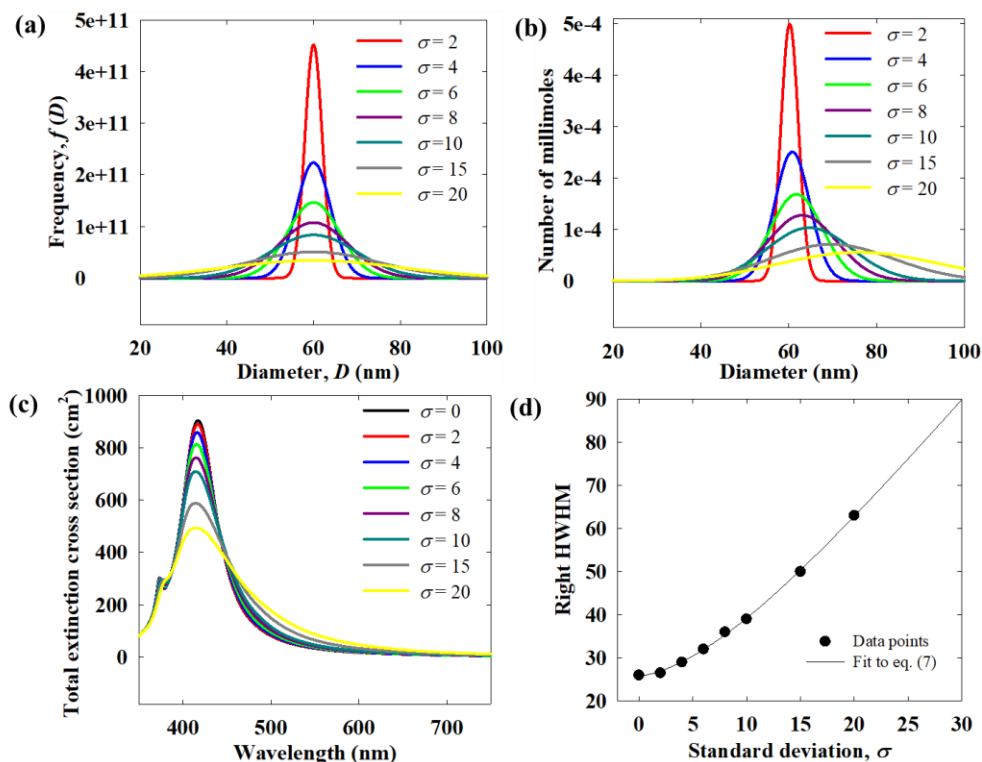 (a)
Frequency, f (D)
5e+11
4e+11
3e+11
2e+11
1e+11
0
20 40 60 80 100
Diameter, D (nm)
σ = 2
σ = 4
σ = 6
σ = 8
σ = 10
σ = 15
σ = 20
(b)
Number of millimoles
5e-4
4e-4
3e-4
5e-4
1e-4
0
20 40 60 80 100
Diameter (nm)
σ = 2
σ = 4
σ = 6
σ = 8
σ = 10
σ = 15
σ = 20
(c)
Total extinction cross section (cm²)
1000
800
600
400
200
0
400 500 600 700
Wavelength (nm)
σ = 0
σ = 2
σ = 4
σ = 6
σ = 8
σ = 10
σ = 15
σ = 20
(d)
Right HWHM
90
80
70
60
50
40
30
20
0 5 10 15 20 25 30
Standard deviation, σ
Data points
Fit to eq. (7)